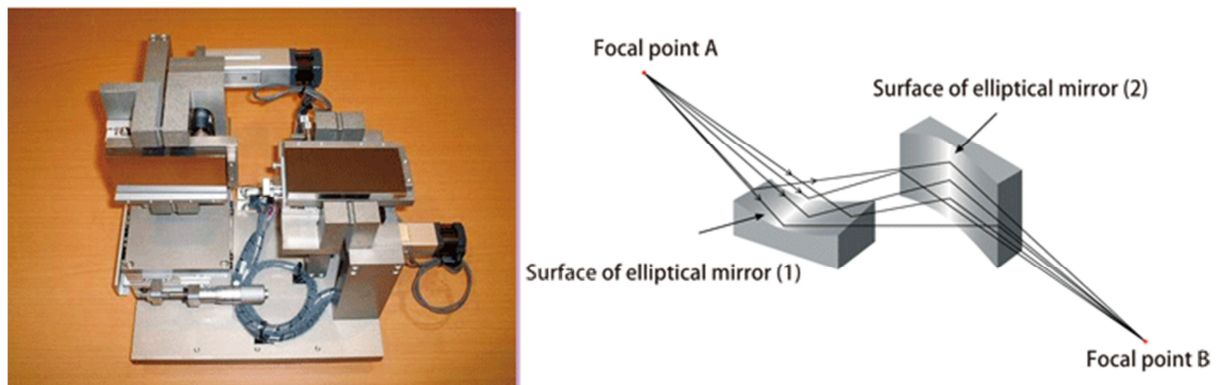 Focal point A
Surface of elliptical mirror (2)
Surface of elliptical mirror (1)
Focal point B